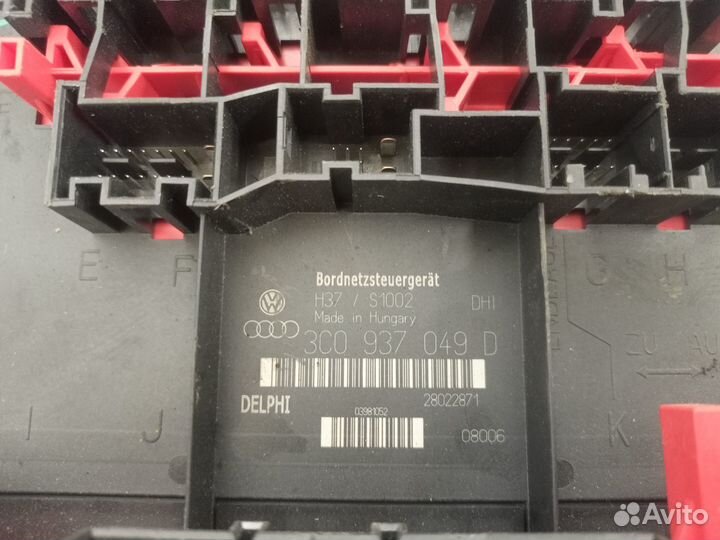 E F
Bordnetzsteuergerät
H37 / S1002 DHI
Made in Hungary
3C0 937 049 D
G H
ZU AU
DELPHI 28022871
03981052
08006
I J
K
Avito